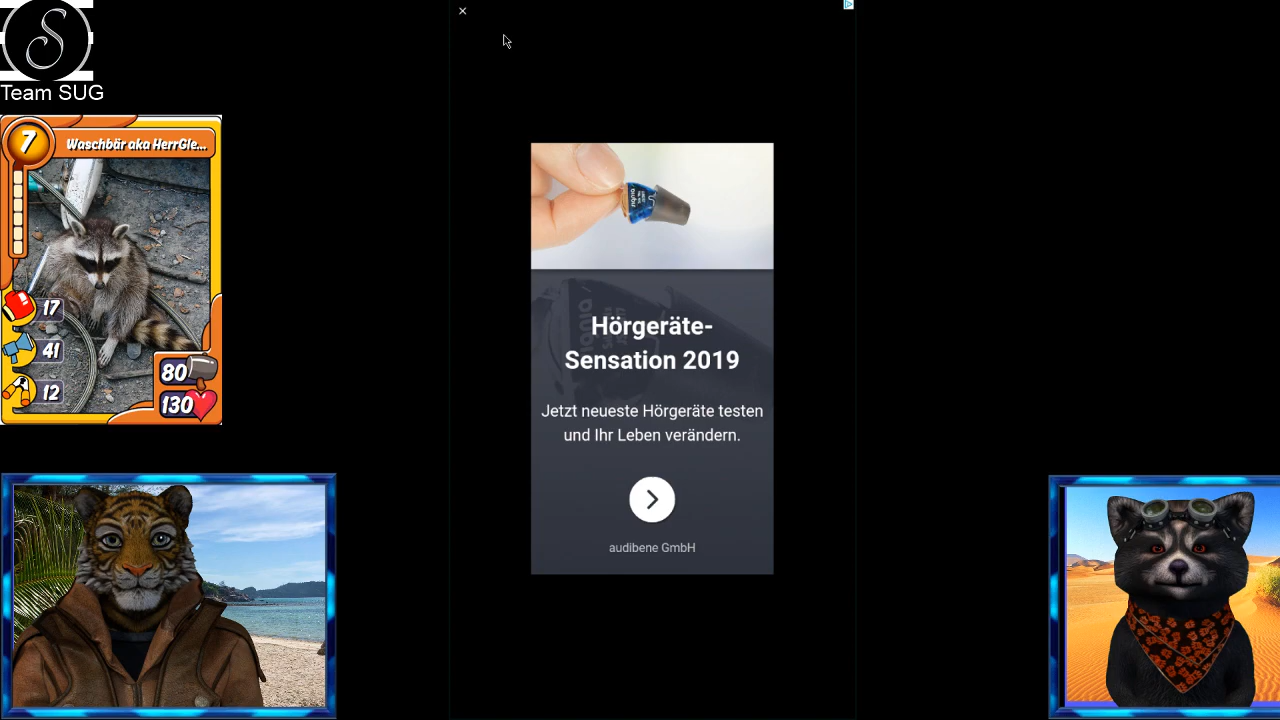 S
Team SUG
7
Waschbär aka HerrGle...
17
41
12
80
130
Hörgeräte-
Sensation 2019
Jetzt neueste Hörgeräte testen
und Ihr Leben verändern.
audibene GmbH